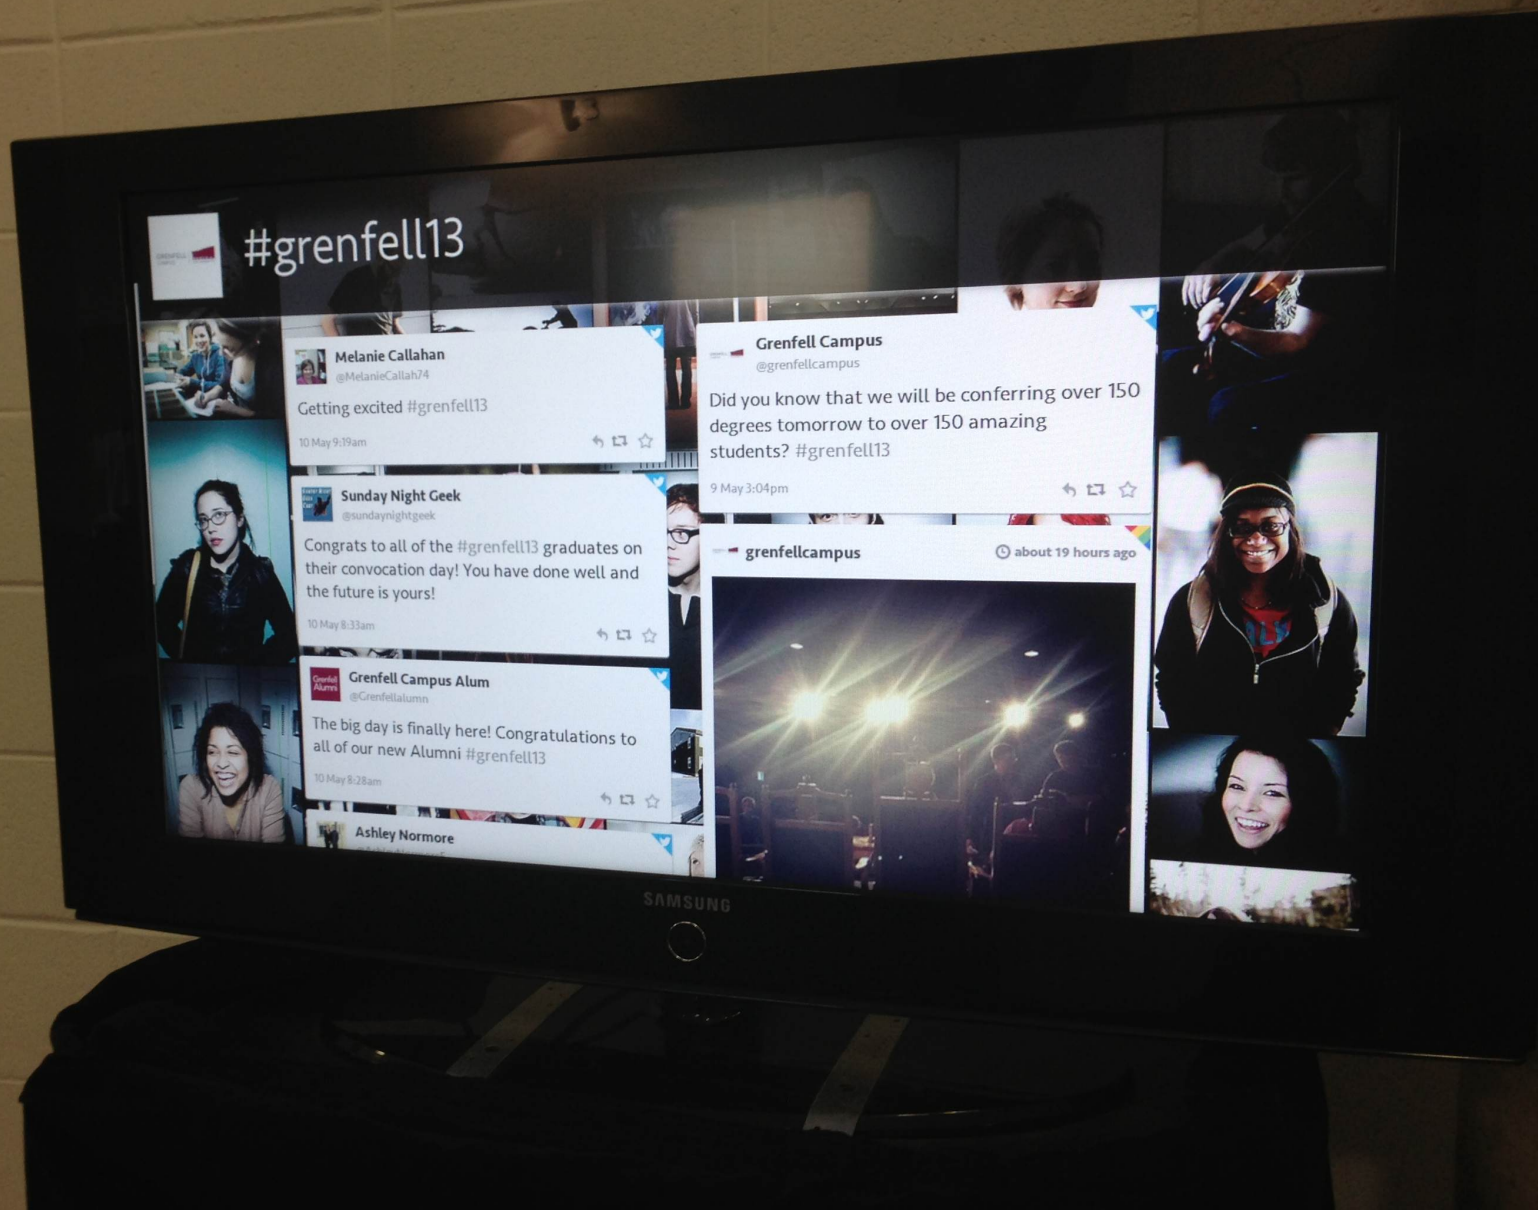 #grenfell13
Melanie Callahan
@MelanieCallah74
Getting excited #grenfell13
10 May 9:19am
Sunday Night Geek
@sundaynightgeek
Congrats to all of the #grenfell13 graduates on
their convocation day! You have done well and
the future is yours!
10 May 8:33am
Grenfell
Alumni
Grenfell Campus Alum
@Grenfellalumn
The big day is finally here! Congratulations to
all of our new Alumni #grenfell13
10 May 8:28am
Ashley Normore
Grenfell Campus
@grenfellcampus
Did you know that we will be conferring over 150
degrees tomorrow to over 150 amazing
students? #grenfell13
9 May 3:04pm
grenfellcampus
about 19 hours ago
SAMSUNG